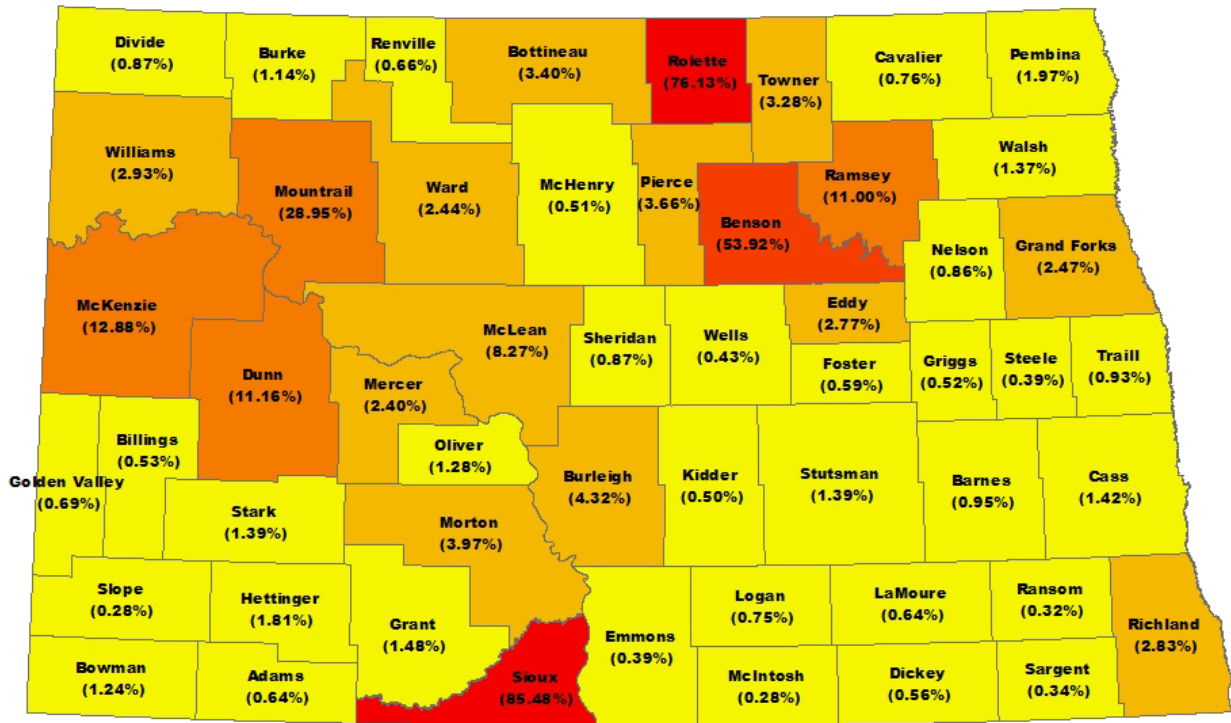 Divide
(0.87%)
Burke
(1.14%)
Renville
(0.66%)
Bottineau
(3.40%)
Rolette
(76.13%)
Towner
(3.28%)
Cavalier
(0.76%)
Pembina
(1.97%)
Williams
(2.93%)
Mountrail
(28.95%)
Ward
(2.44%)
McHenry
(0.51%)
Pierce
(3.66%)
Benson
(53.92%)
Ramsey
(11.00%)
Walsh
(1.37%)
Nelson
(0.86%)
Grand Forks
(2.47%)
McKenzie
(12.88%)
Dunn
(11.16%)
McLean
(8.27%)
Mercer
(2.40%)
Sheridan
(0.87%)
Wells
(0.43%)
Eddy
(2.77%)
Foster
(0.59%)
Griggs
(0.52%)
Steele
(0.39%)
Traill
(0.93%)
Golden Valley
(0.69%)
Billings
(0.53%)
Stark
(1.39%)
Oliver
(1.28%)
Morton
(3.97%)
Burleigh
(4.32%)
Kidder
(0.50%)
Stutsman
(1.39%)
Barnes
(0.95%)
Cass
(1.42%)
Slope
(0.28%)
Hettinger
(1.81%)
Grant
(1.48%)
Emmons
(0.39%)
Logan
(0.75%)
LaMoure
(0.64%)
Ransom
(0.32%)
Richland
(2.83%)
Bowman
(1.24%)
Adams
(0.64%)
Sioux
(85.48%)
McIntosh
(0.28%)
Dickey
(0.56%)
Sargent
(0.34%)